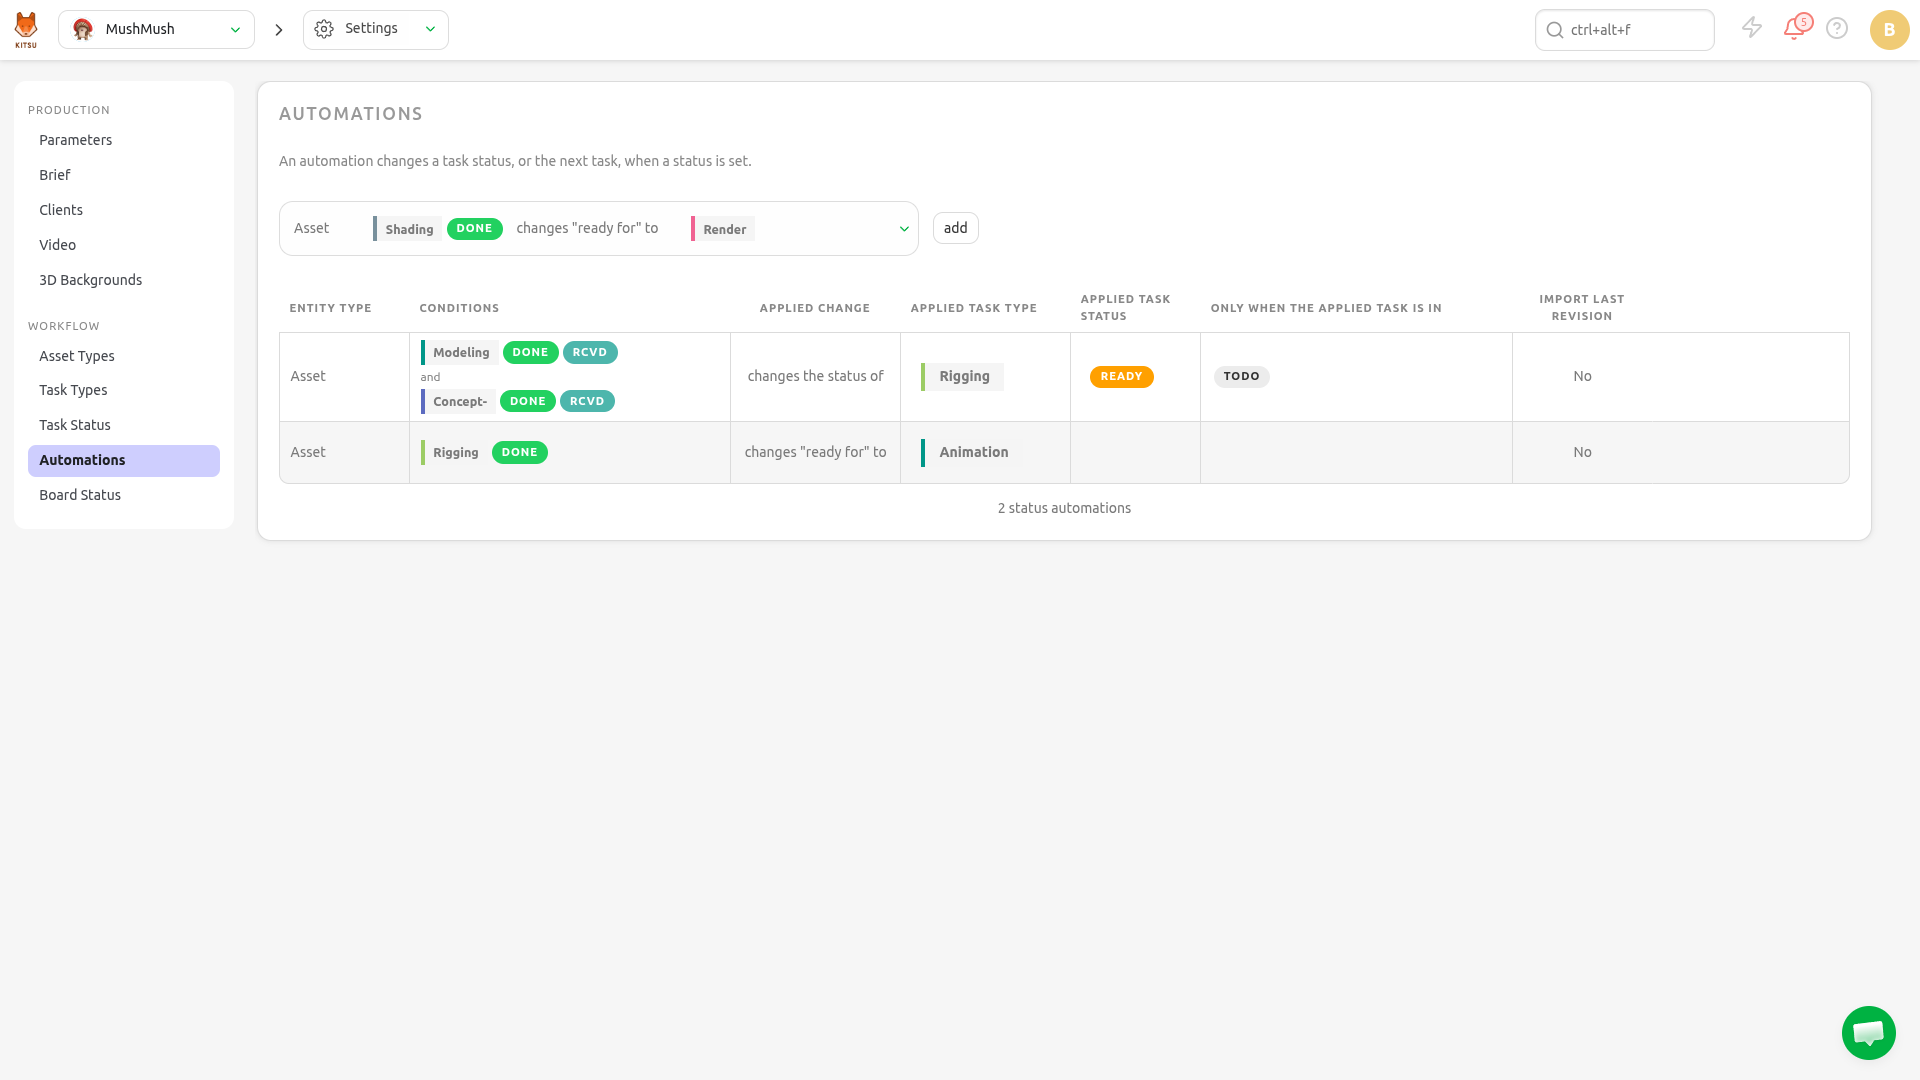 KITSU
MushMush
Settings
ctrl+alt+f
5
B
PRODUCTION
Parameters
Brief
Clients
Video
3D Backgrounds
WORKFLOW
Asset Types
Task Types
Task Status
Automations
Board Status
AUTOMATIONS
An automation changes a task status, or the next task, when a status is set.
Asset Shading DONE changes "ready for" to Render
add
ENTITY TYPE CONDITIONS APPLIED CHANGE APPLIED TASK TYPE APPLIED TASK STATUS ONLY WHEN THE APPLIED TASK IS IN IMPORT LAST REVISION
Asset
Modeling DONE RCVD
and
Concept- DONE RCVD
changes the status of Rigging READY TODO No
Asset Rigging DONE changes "ready for" to Animation No
2 status automations